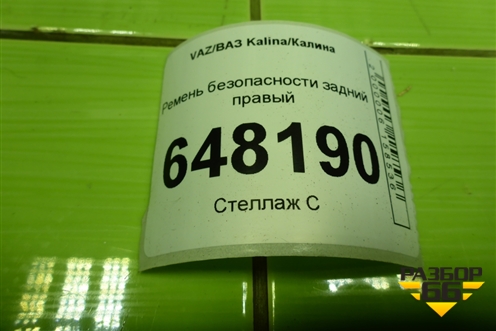 VAZ/ВАЗ Kalina/Калина
Ремень безопасности задний
правый
648190
Стеллаж С
РАЗБОР
66